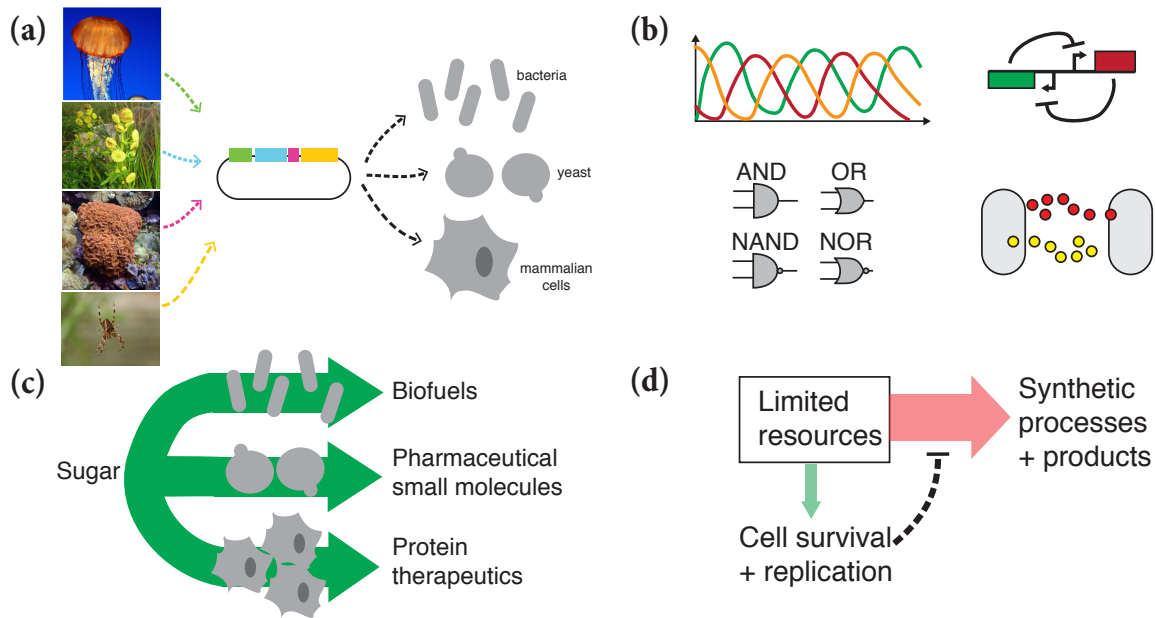 (a)
bacteria
yeast
mammalian
cells
(b)
AND
OR
NAND
NOR
(c)
Sugar
Biofuels
Pharmaceutical
small molecules
Protein
therapeutics
(d)
Limited
resources
Synthetic
processes
+ products
Cell survival
+ replication